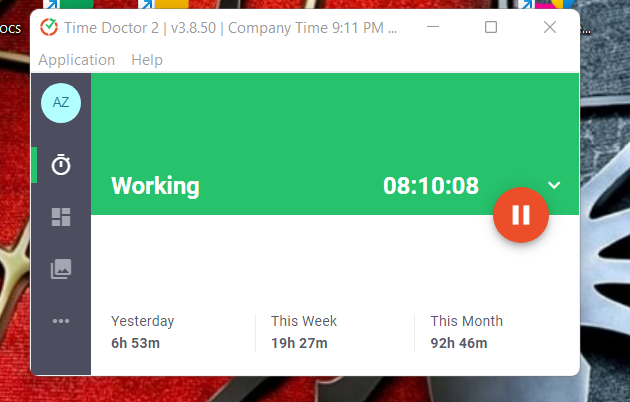 ocs
Time Doctor 2 | v3.8.50 | Company Time 9:11 PM ...
Application Help
AZ
Working 08:10:08
Yesterday This Week This Month
6h 53m 19h 27m 92h 46m